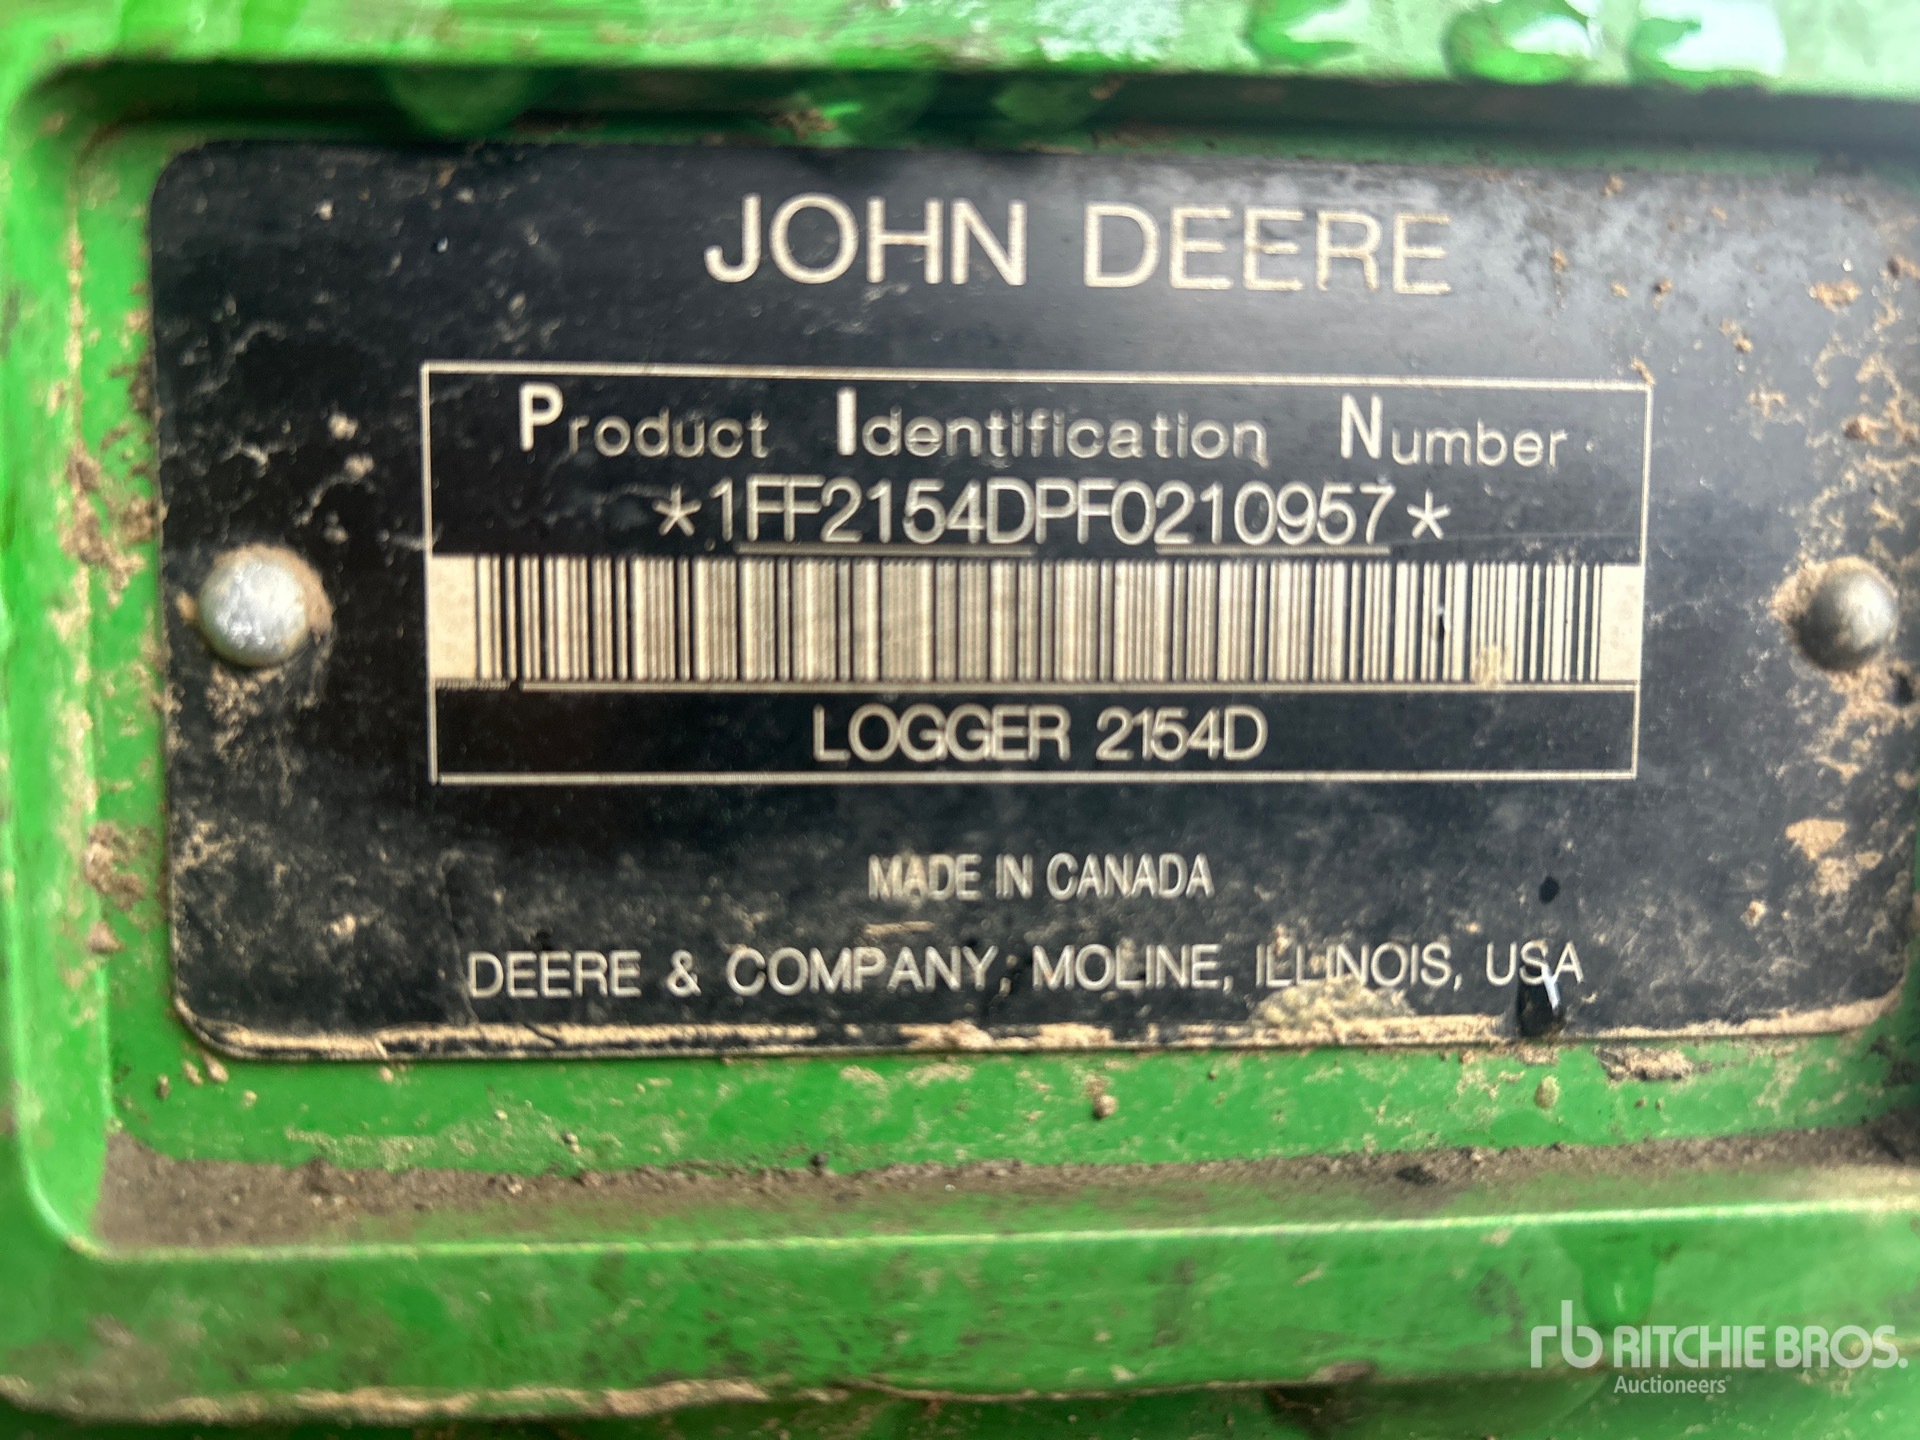 JOHN DEERE
Product Identification Number
*1FF2154DPF0210957*
LOGGER 2154D
MADE IN CANADA
DEERE & COMPANY, MOLINE, ILLINOIS, USA
rb RITCHIE BROS.
Auctioneers